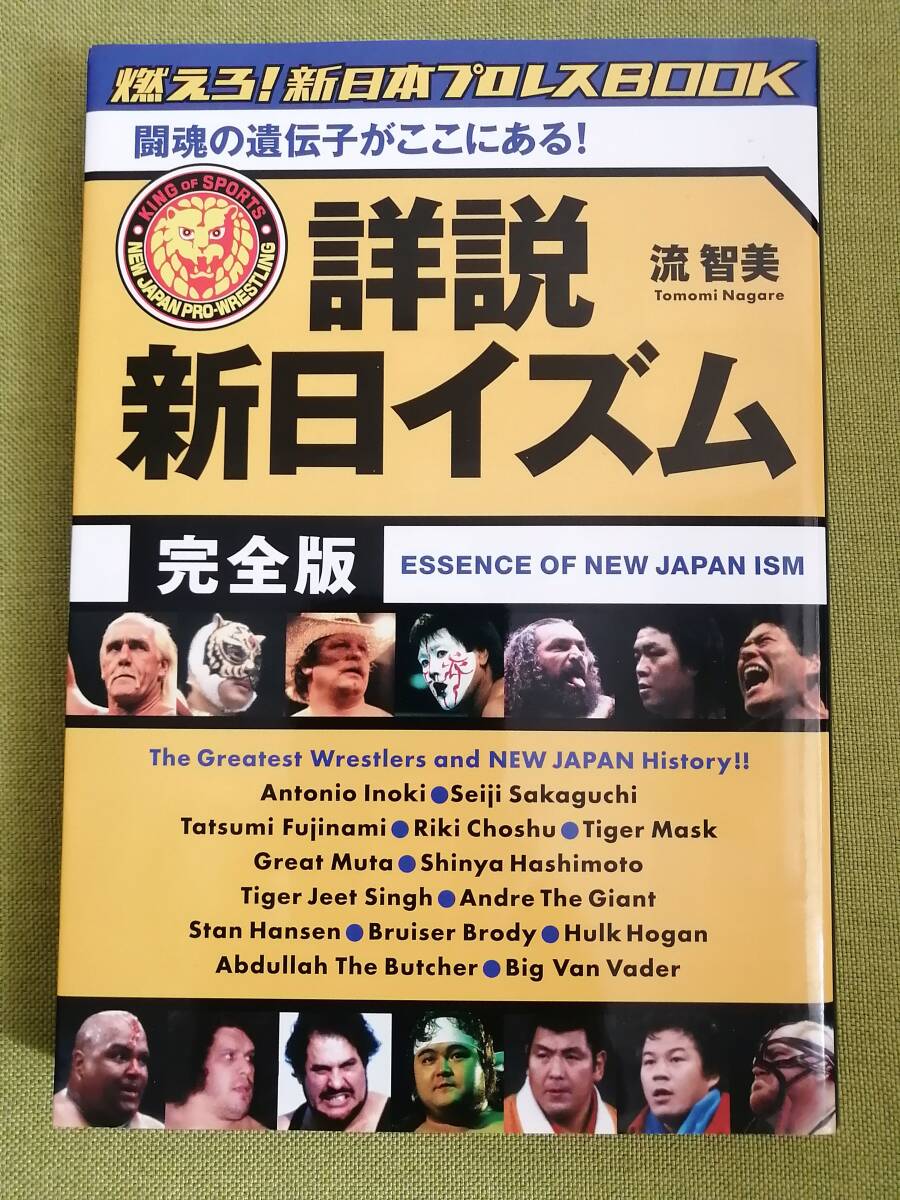 燃えろ!新日本プロレスBOOK
闘魂の遺伝子がここにある!
KING OF SPORTS
NEW JAPAN PRO-WRESTLING
詳説
流 智美
Tomomi Nagare
新日イズム
完全版
ESSENCE OF NEW JAPAN ISM
The Greatest Wrestlers and NEW JAPAN History!!
Antonio Inoki●Seiji Sakaguchi
Tatsumi Fujinami●Riki Choshu●Tiger Mask
Great Muta●Shinya Hashimoto
Tiger Jeet Singh●Andre The Giant
Stan Hansen●Bruiser Brody●Hulk Hogan
Abdullah The Butcher●Big Van Vader